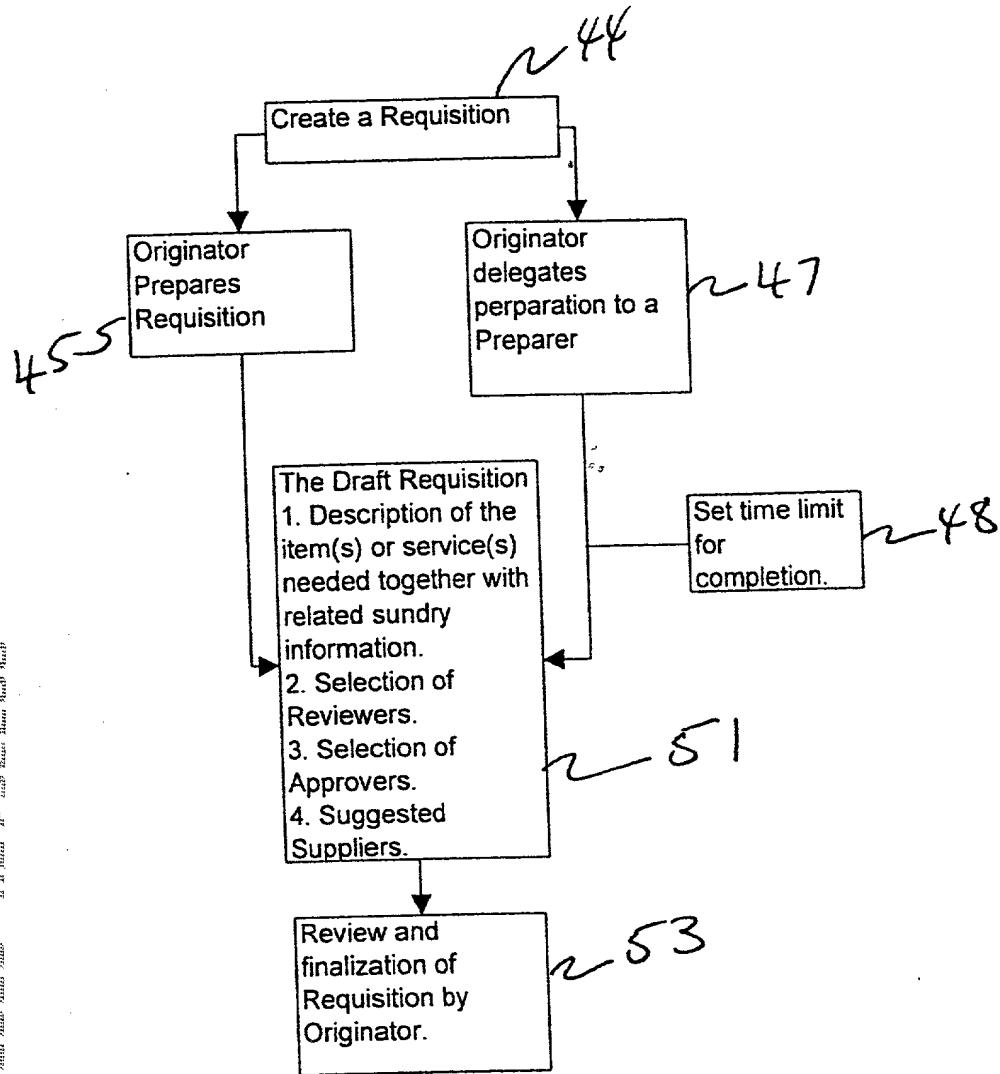 44
Create a Requisition
Originator
Prepares
Requisition
45
Originator
delegates
perparation to a
Preparer
47
The Draft Requisition
1. Description of the
item(s) or service(s)
needed together with
related sundry
information.
2. Selection of
Reviewers.
3. Selection of
Approvers.
4. Suggested
Suppliers.
51
Set time limit
for
completion.
48
Review and
finalization of
Requisition by
Originator.
53